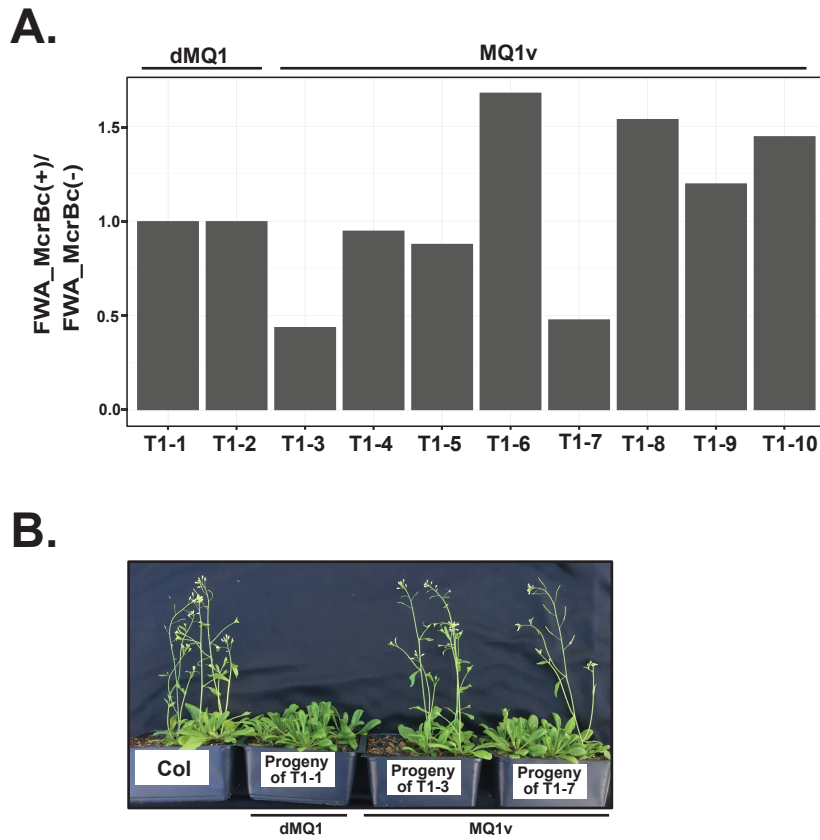 A.
dMQ1
MQ1v
FWA_McrBc(+)/
FWA_McrBc(-)
1.5
1.0
0.5
0.0
T1-1
T1-2
T1-3
T1-4
T1-5
T1-6
T1-7
T1-8
T1-9
T1-10
B.
Col
Progeny
of T1-1
Progeny
of T1-3
Progeny
of T1-7
dMQ1
MQ1v